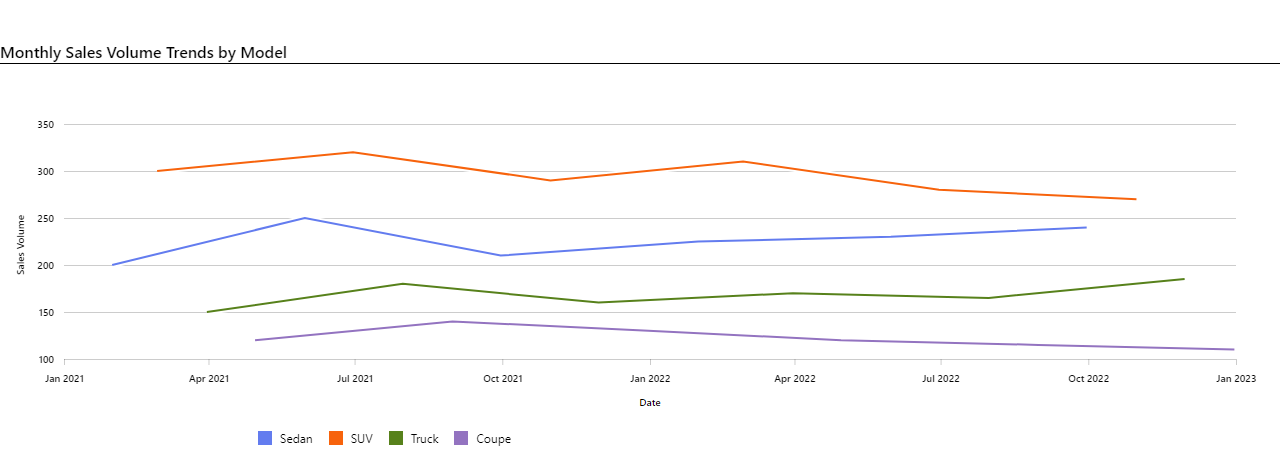 Monthly Sales Volume Trends by Model
350
300
250
200
150
100
Sales Volume
Jan 2021 Apr 2021 Jul 2021 Oct 2021 Jan 2022 Apr 2022 Jul 2022 Oct 2022 Jan 2023
Date
Sedan SUV Truck Coupe